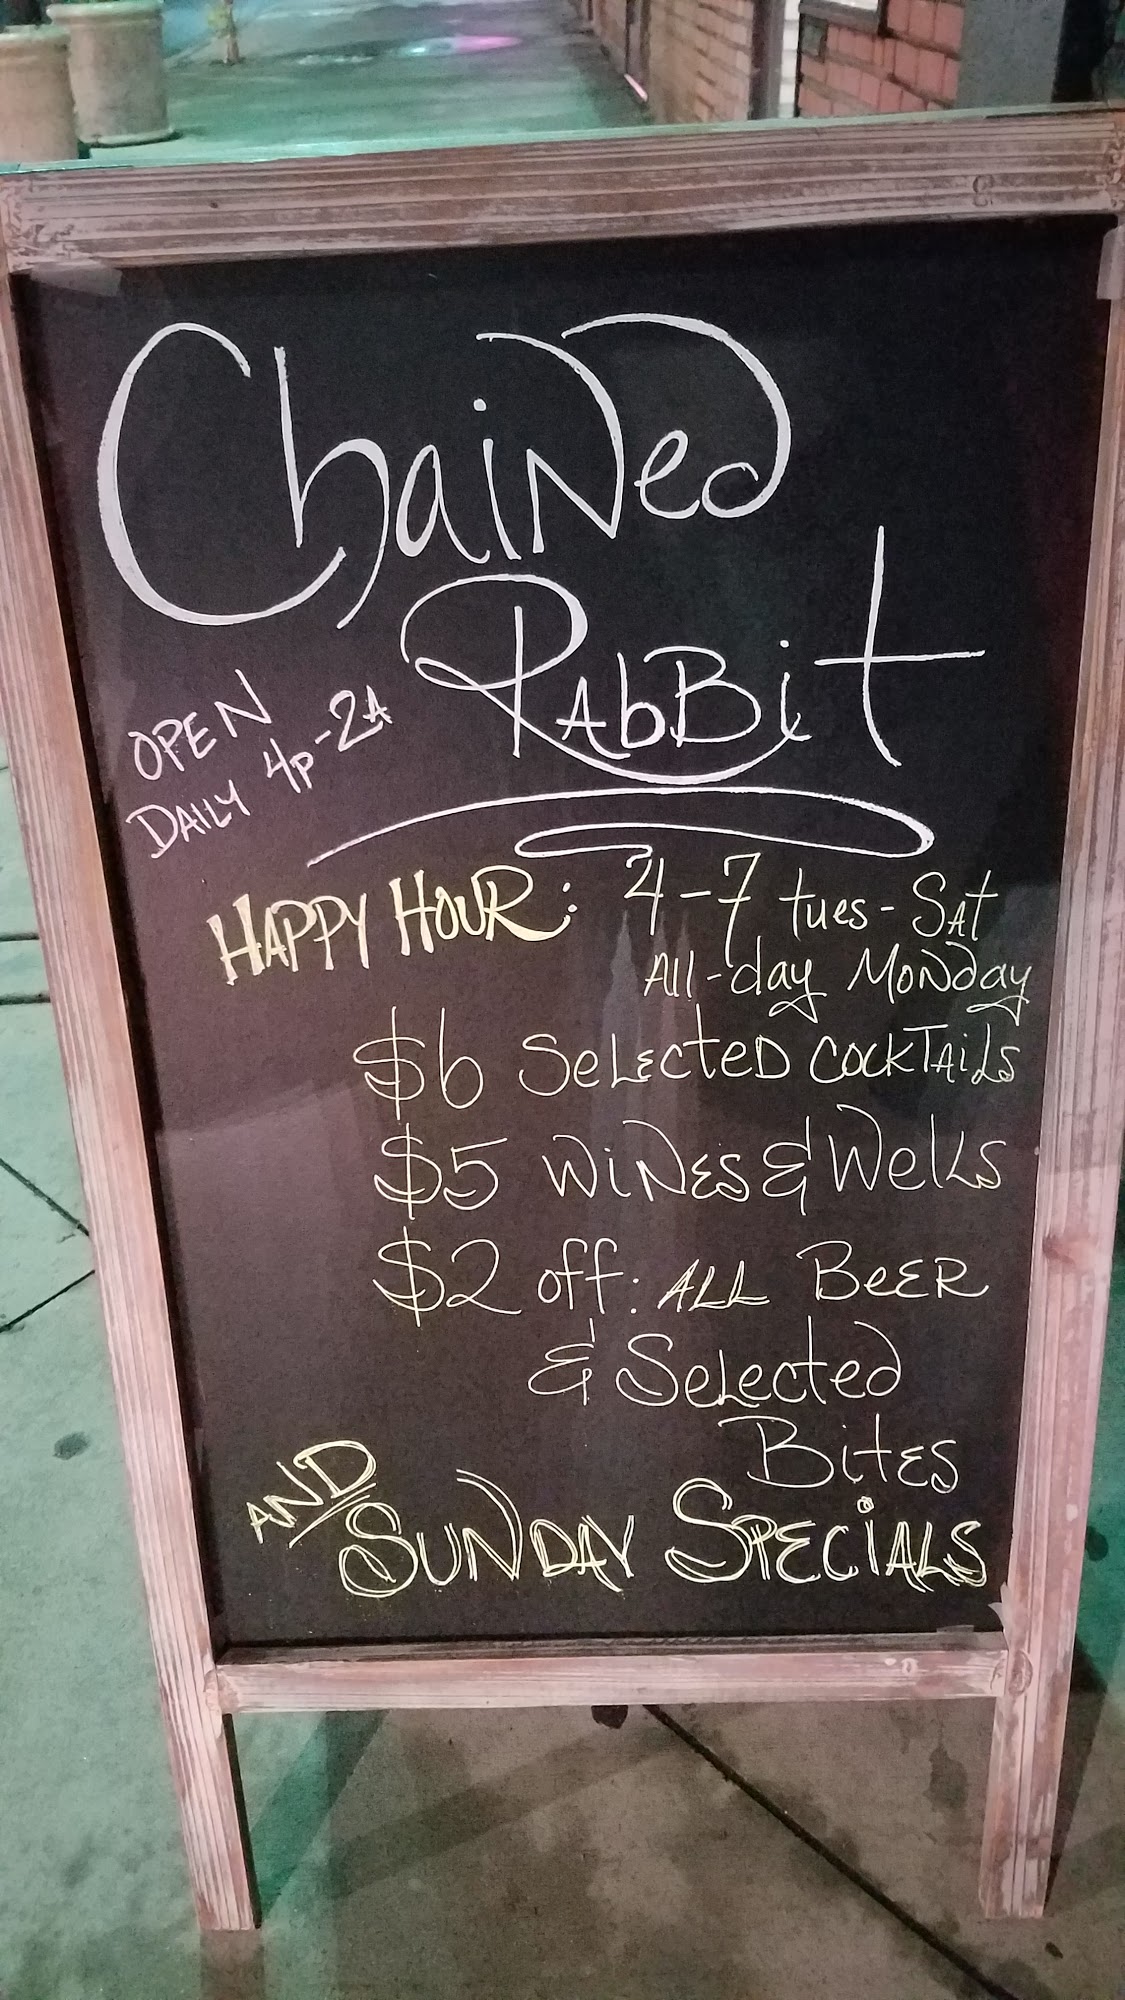 Chained
Rabbit
OPEN
DAILY 4p-2A
HAPPY HOUR: 4-7 tues-Sat
All-day Monday
$6 Selected Cocktails
$5 Wines & Wells
$2 off: ALL Beer
& Selected
Bites
AND SUNDAY SPECIALS